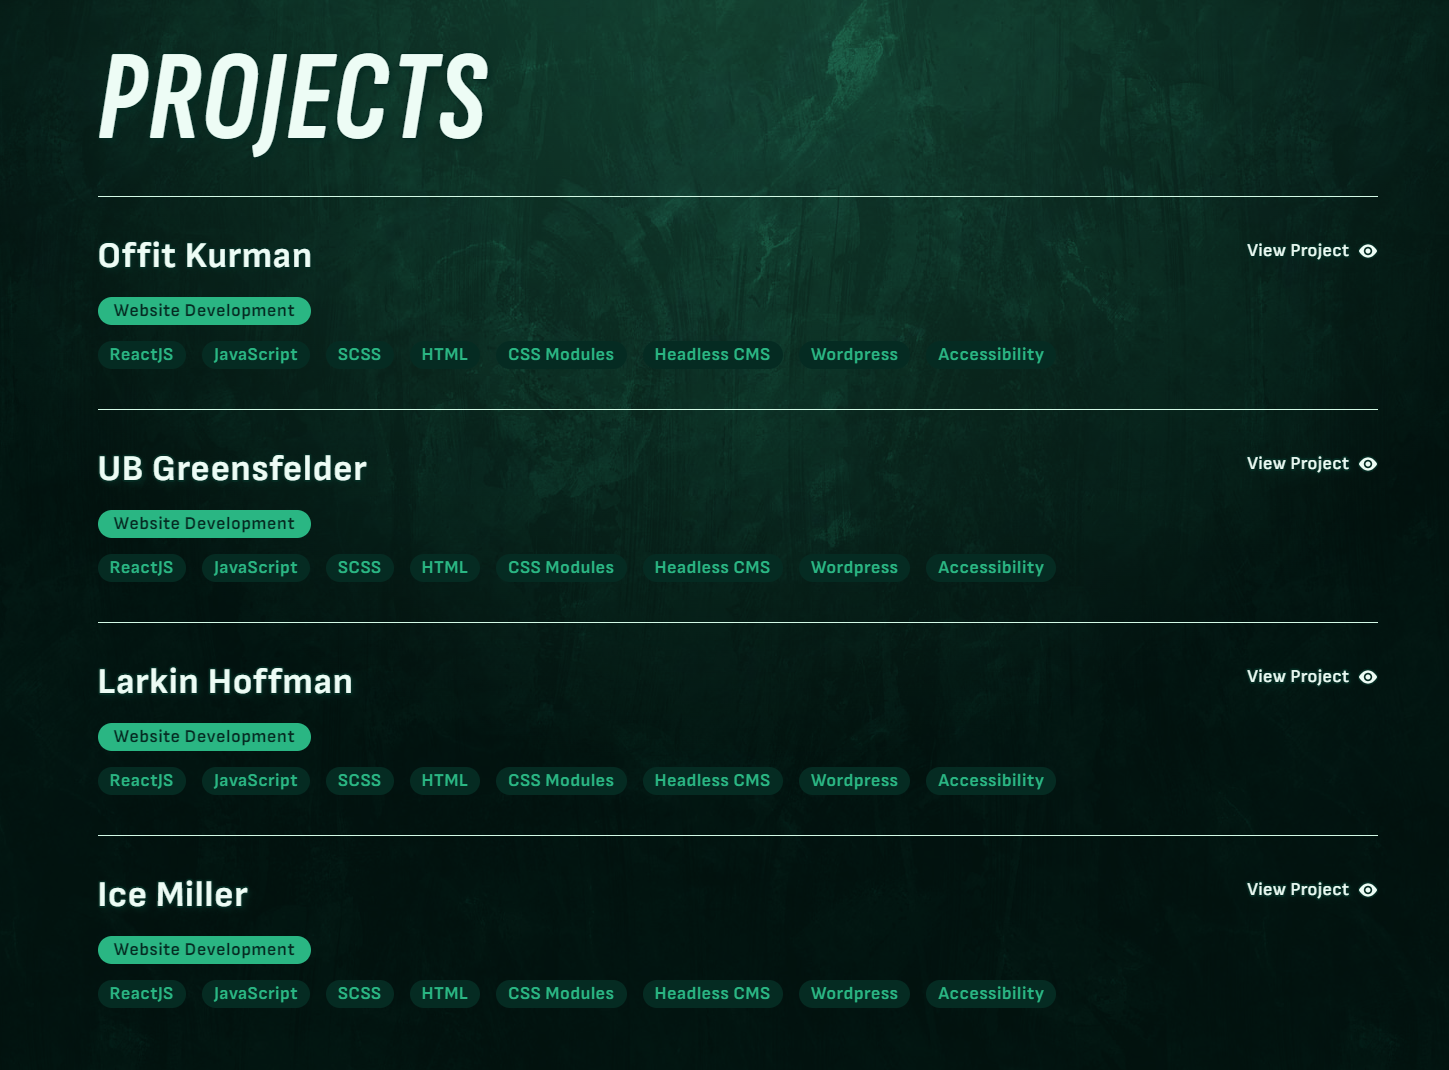 PROJECTS
Offit Kurman
View Project
Website Development
ReactJS JavaScript SCSS HTML CSS Modules Headless CMS Wordpress Accessibility
UB Greensfelder
View Project
Website Development
ReactJS JavaScript SCSS HTML CSS Modules Headless CMS Wordpress Accessibility
Larkin Hoffman
View Project
Website Development
ReactJS JavaScript SCSS HTML CSS Modules Headless CMS Wordpress Accessibility
Ice Miller
View Project
Website Development
ReactJS JavaScript SCSS HTML CSS Modules Headless CMS Wordpress Accessibility